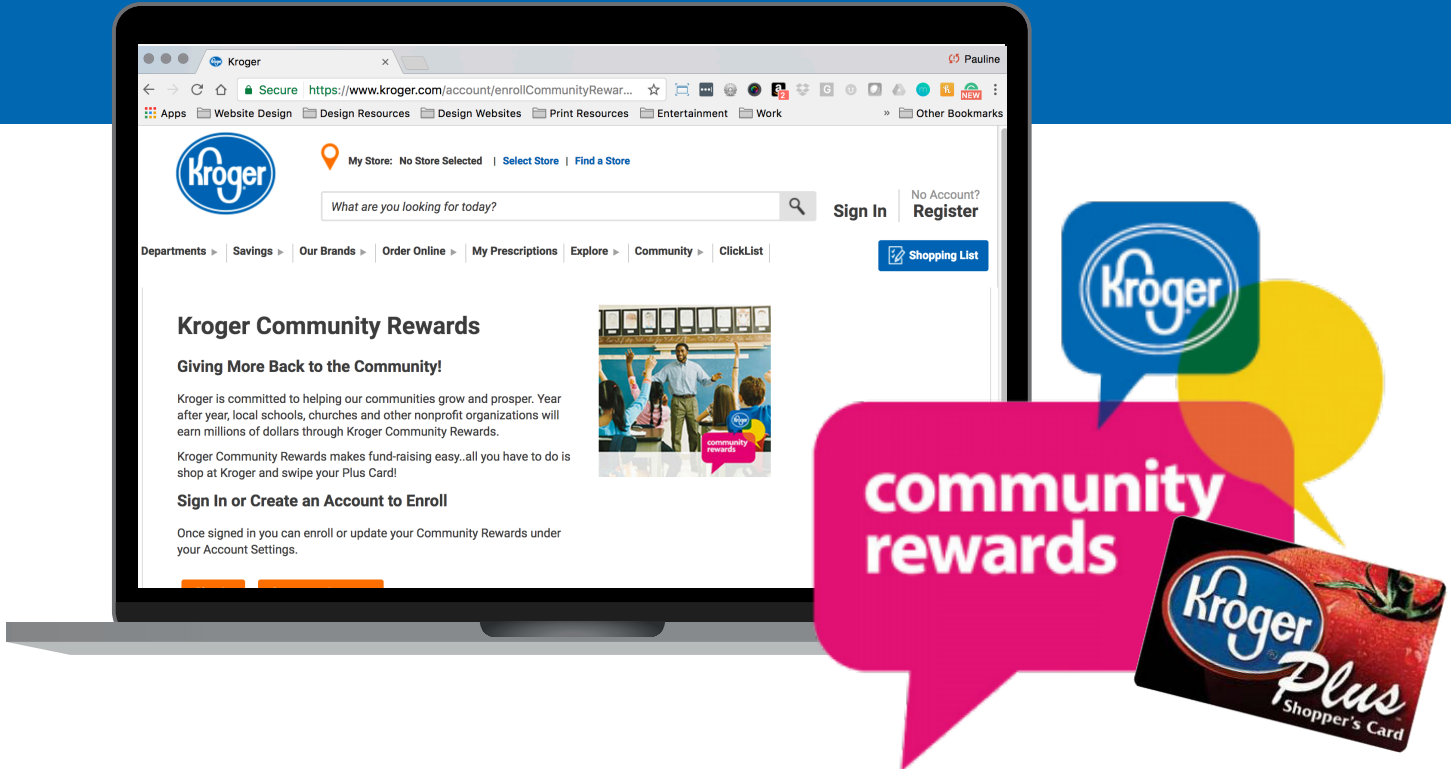 Kroger
Pauline
Secure https://www.kroger.com/account/enrollCommunityRewar...
a
2
G
NEW
Apps Website Design Design Resources Design Websites Print Resources Entertainment Work » Other Bookmarks
Kroger
My Store: No Store Selected | Select Store | Find a Store
What are you looking for today?
Sign In
No Account?
Register
Departments Savings Our Brands Order Online My Prescriptions Explore Community ClickList
Shopping List
Kroger Community Rewards
Giving More Back to the Community!
Kroger is committed to helping our communities grow and prosper. Year
after year, local schools, churches and other nonprofit organizations will
earn millions of dollars through Kroger Community Rewards.
Kroger Community Rewards makes fund-raising easy..all you have to do is
shop at Kroger and swipe your Plus Card!
Sign In or Create an Account to Enroll
Once signed in you can enroll or update your Community Rewards under
your Account Settings.
Kroger
community
rewards
Kroger
community
rewards
Kroger
Plus
Shopper's Card